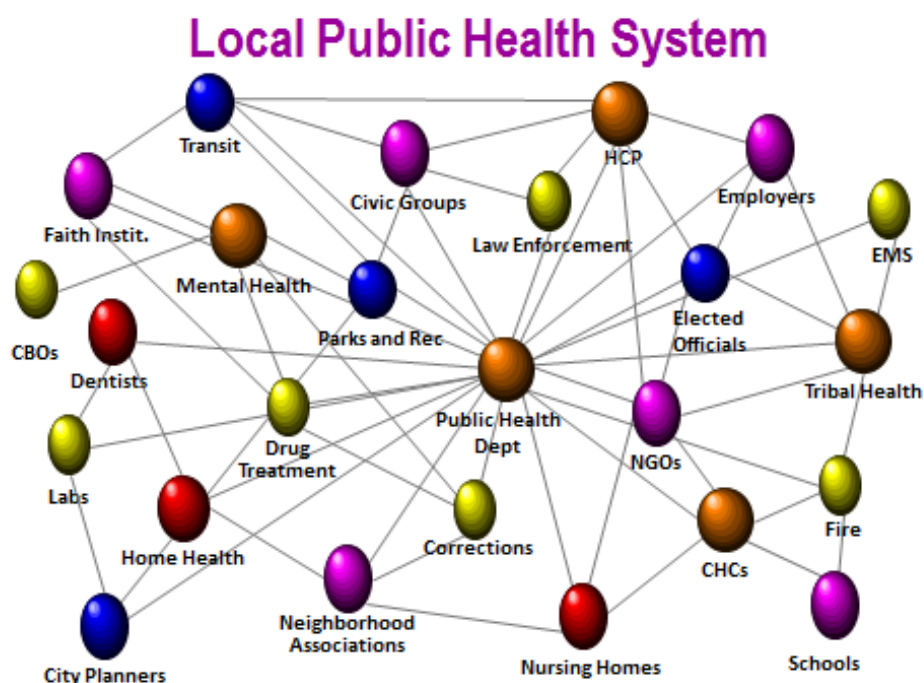 Local Public Health System
Transit
HCP
Civic Groups
Employers
Faith Instit.
Law Enforcement
EMS
Mental Health
Parks and Rec
Elected
Officials
CBOs
Dentists
Tribal Health
Public Health
Dept
Drug
Treatment
NGOs
Labs
Home Health
Corrections
CHCs
Fire
Neighborhood
Associations
City Planners
Nursing Homes
Schools